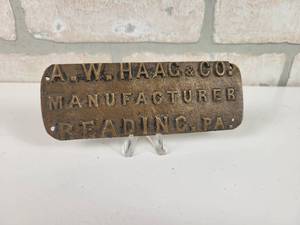 A. W. HAAG & CO.
MANUFACTURER
READING. PA.